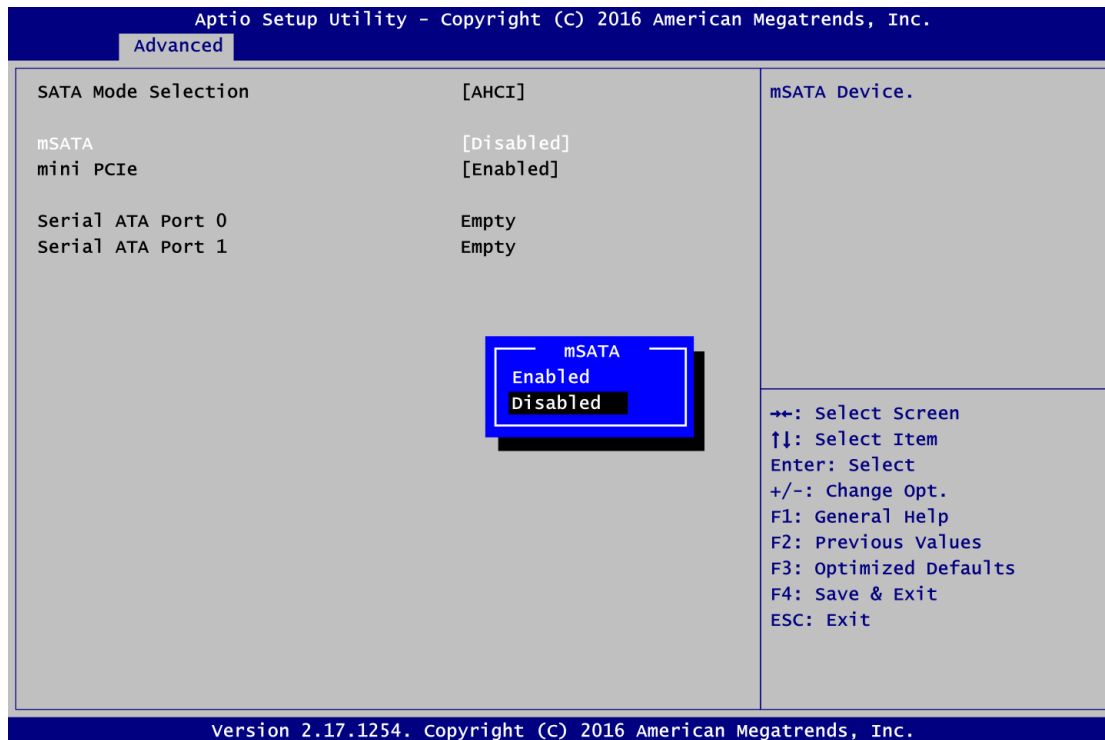 Aptio Setup Utility - Copyright (C) 2016 American Megatrends, Inc.
Advanced
SATA Mode Selection [AHCI]
mSATA [Disabled]
mini PCIe [Enabled]
Serial ATA Port 0 Empty
Serial ATA Port 1 Empty
mSATA
Enabled
Disabled
mSATA Device.
→←: Select Screen
↑↓: Select Item
Enter: Select
+/-: Change Opt.
F1: General Help
F2: Previous Values
F3: Optimized Defaults
F4: Save & Exit
ESC: Exit
Version 2.17.1254. Copyright (C) 2016 American Megatrends, Inc.